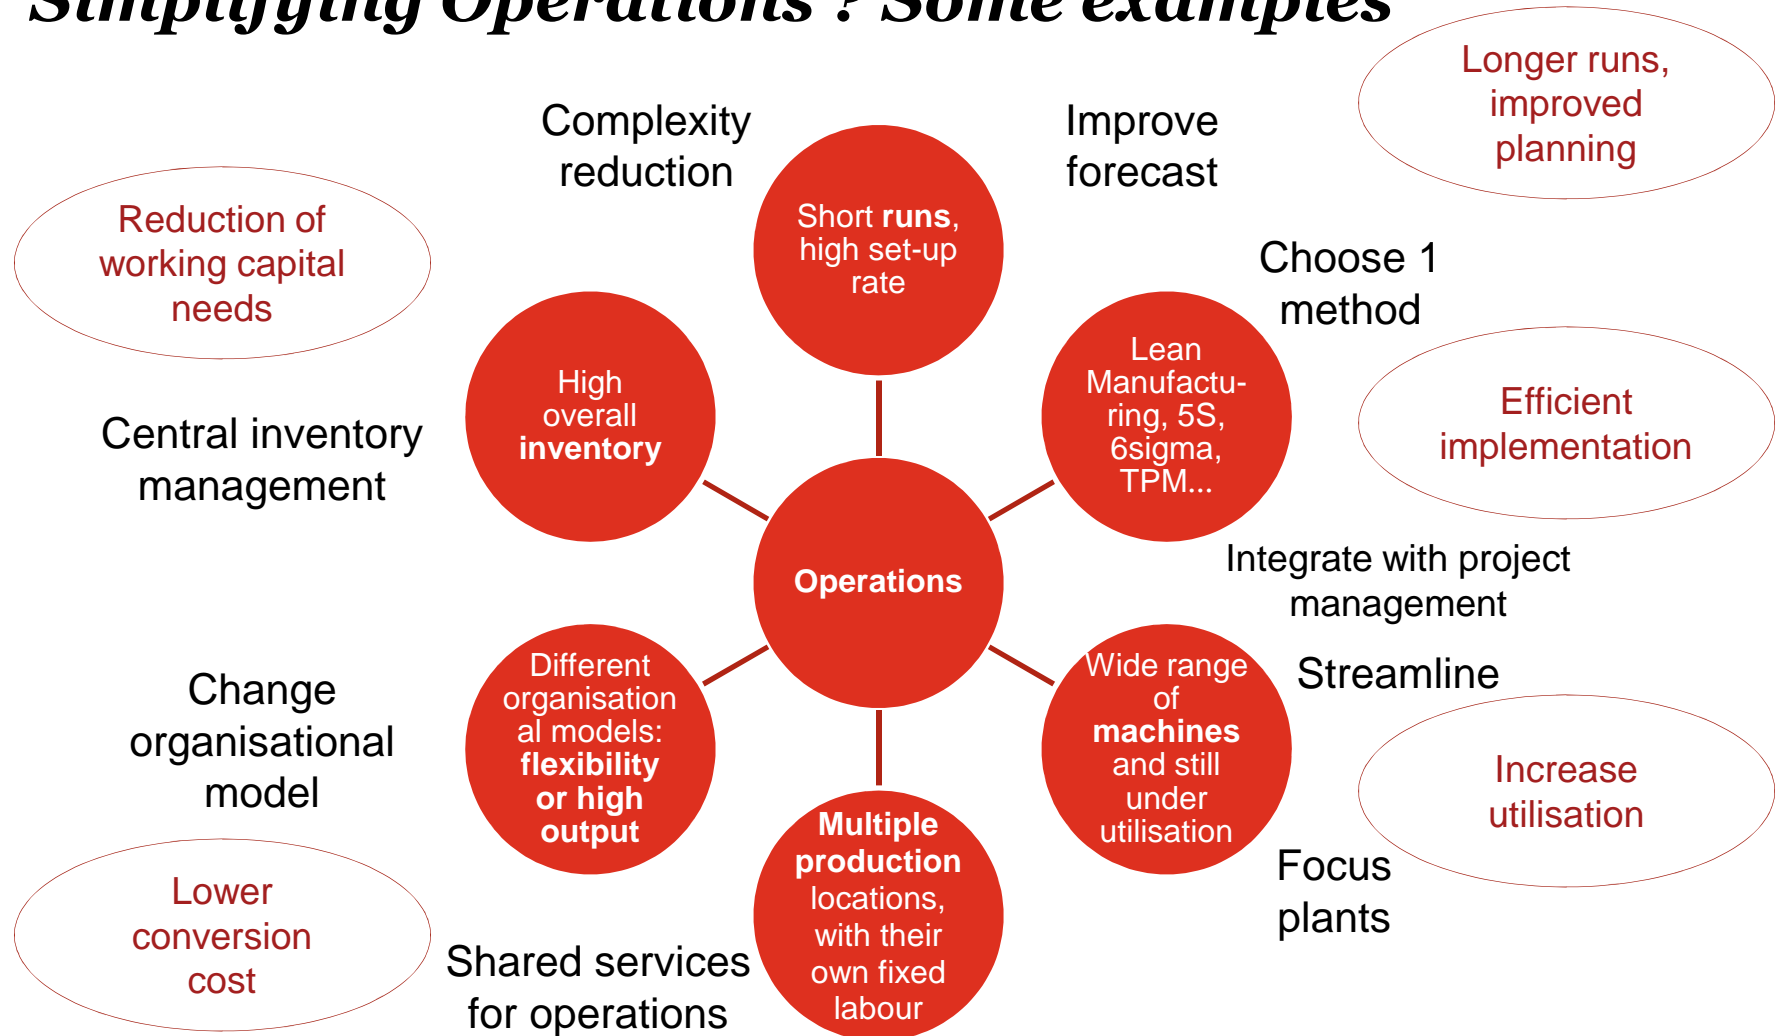 Simplifying Operations ? Some examples
Longer runs,
improved
planning
Complexity
reduction
Improve
forecast
Short runs,
high set-up
rate
Reduction of
working capital
needs
Choose 1
method
High
overall
inventory
Lean
Manufactu-
ring, 5S,
6sigma,
TPM...
Efficient
implementation
Central inventory
management
Operations
Integrate with project
management
Change
organisational
model
Different
organisation
al models:
flexibility
or high
output
Wide range
of
machines
and still
under
utilisation
Streamline
Increase
utilisation
Multiple
production
locations,
with their
own fixed
labour
Focus
plants
Lower
conversion
cost
Shared services
for operations